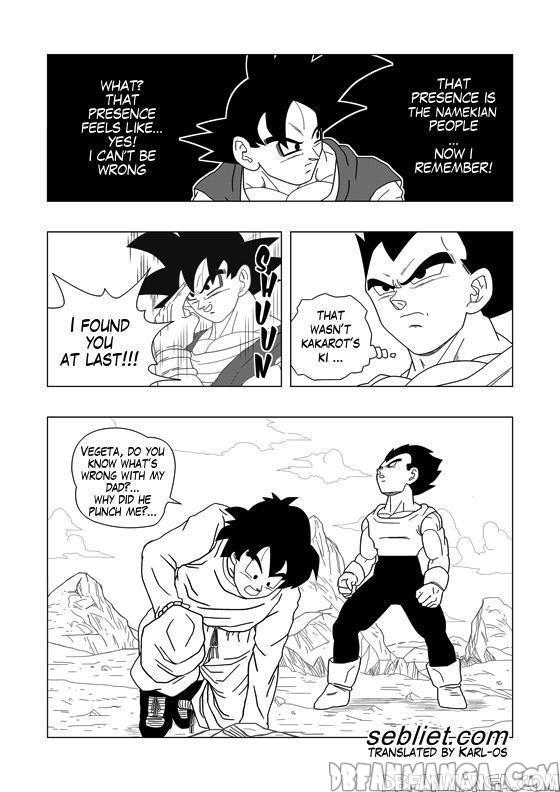 WHAT?
THAT
PRESENCE
FEELS LIKE...
YES!
I CAN'T BE
WRONG
THAT
PRESENCE IS
THE NAMEKIAN
PEOPLE
...
NOW I
REMEMBER!
I FOUND
YOU
AT LAST!!!
SHUUN
THAT
WASN'T
KAKAROT'S
KI ...
VEGETA, DO YOU
KNOW WHAT'S
WRONG WITH MY
DAD?...
WHY DID HE
PUNCH ME?...
sebliet.com
TRANSLATED BY KARL-OS
DBFANMANGA.COM